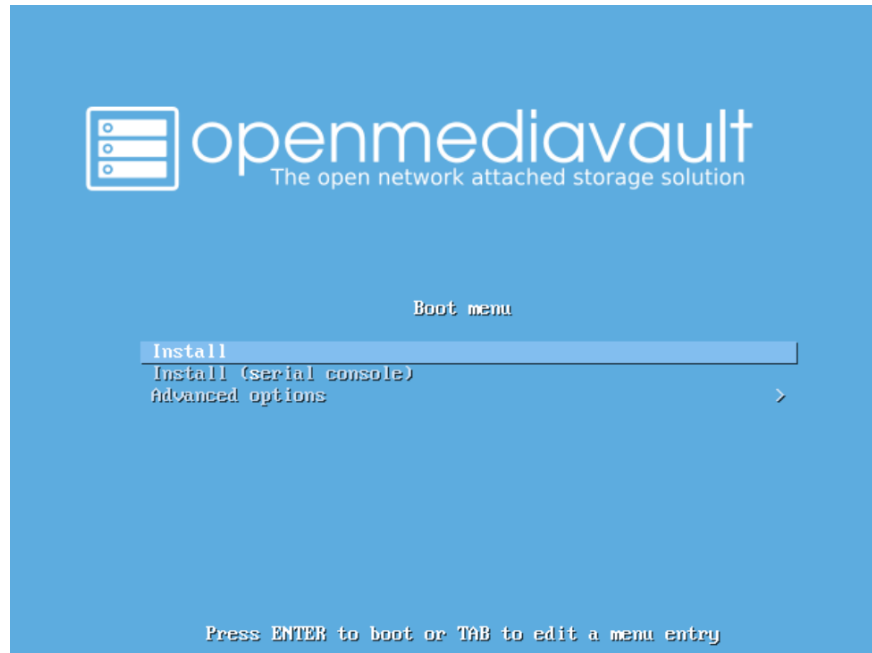 openmediavault
The open network attached storage solution
Boot menu
Install
Install (serial console)
Advanced options >
Press ENTER to boot or TAB to edit a menu entry